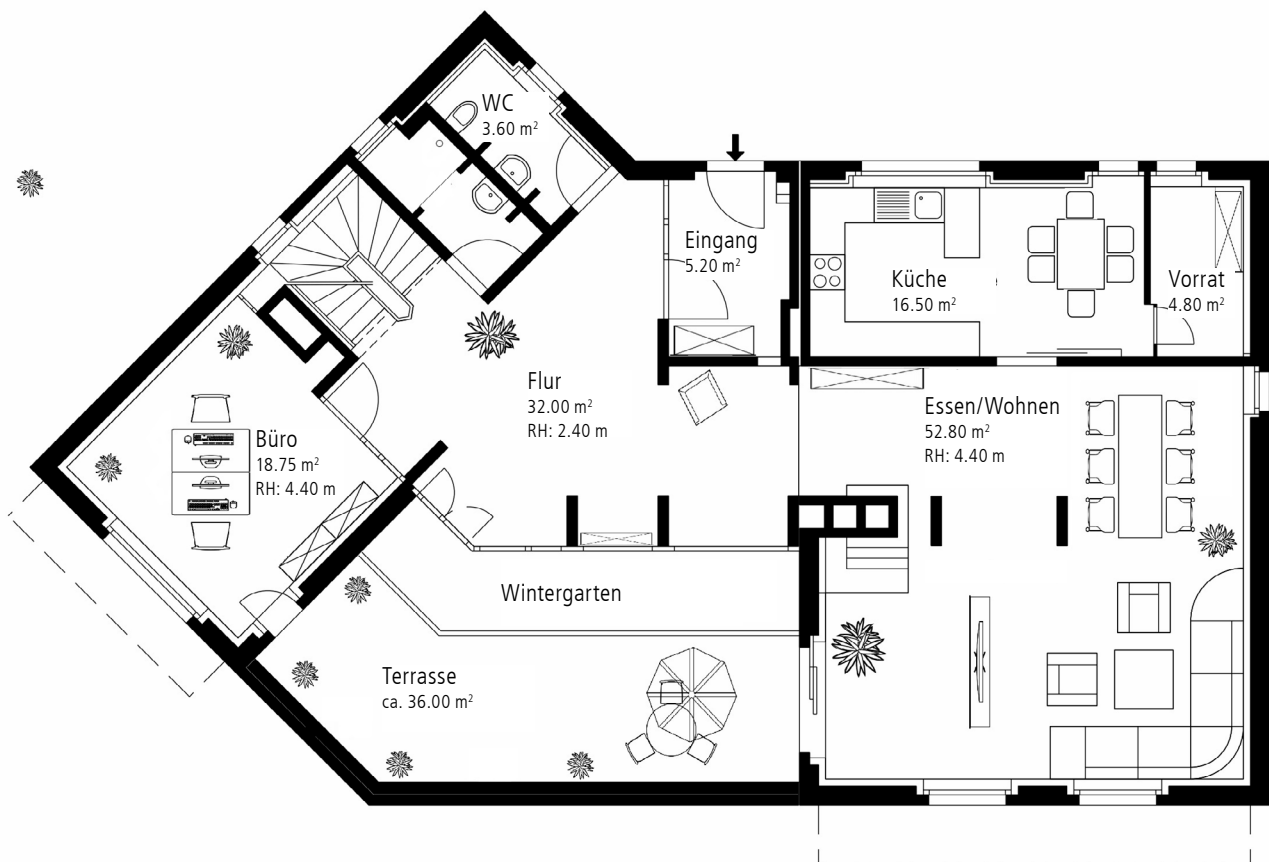 WC
3.60 m²
Eingang
5.20 m²
Küche
16.50 m²
Vorrat
4.80 m²
Flur
32.00 m²
RH: 2.40 m
Essen/Wohnen
52.80 m²
RH: 4.40 m
Büro
18.75 m²
RH: 4.40 m
Wintergarten
Terrasse
ca. 36.00 m²